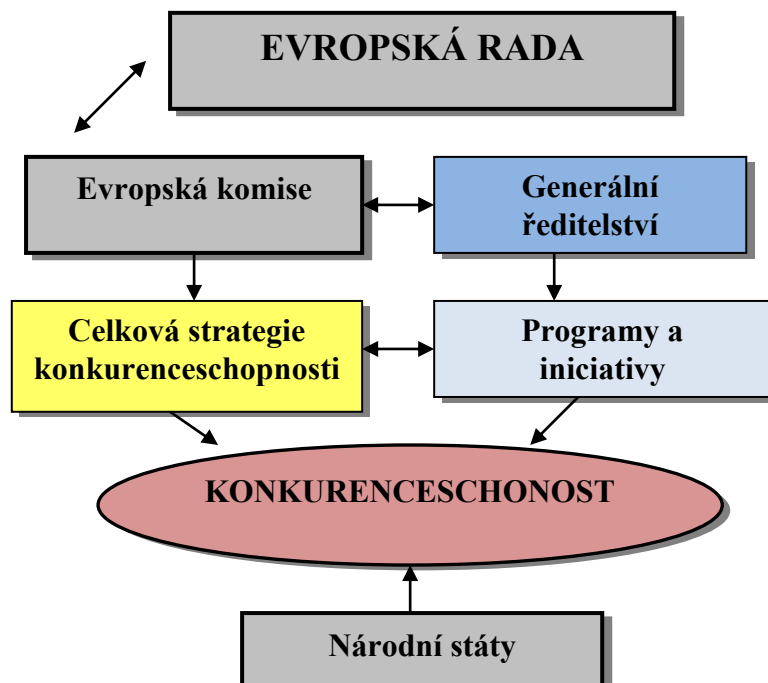 EVROPSKÁ RADA
Evropská komise
Generální
ředitelství
Celková strategie
konkurenceschopnosti
Programy a
iniciativy
KONKURENCESCHONOST
Národní státy